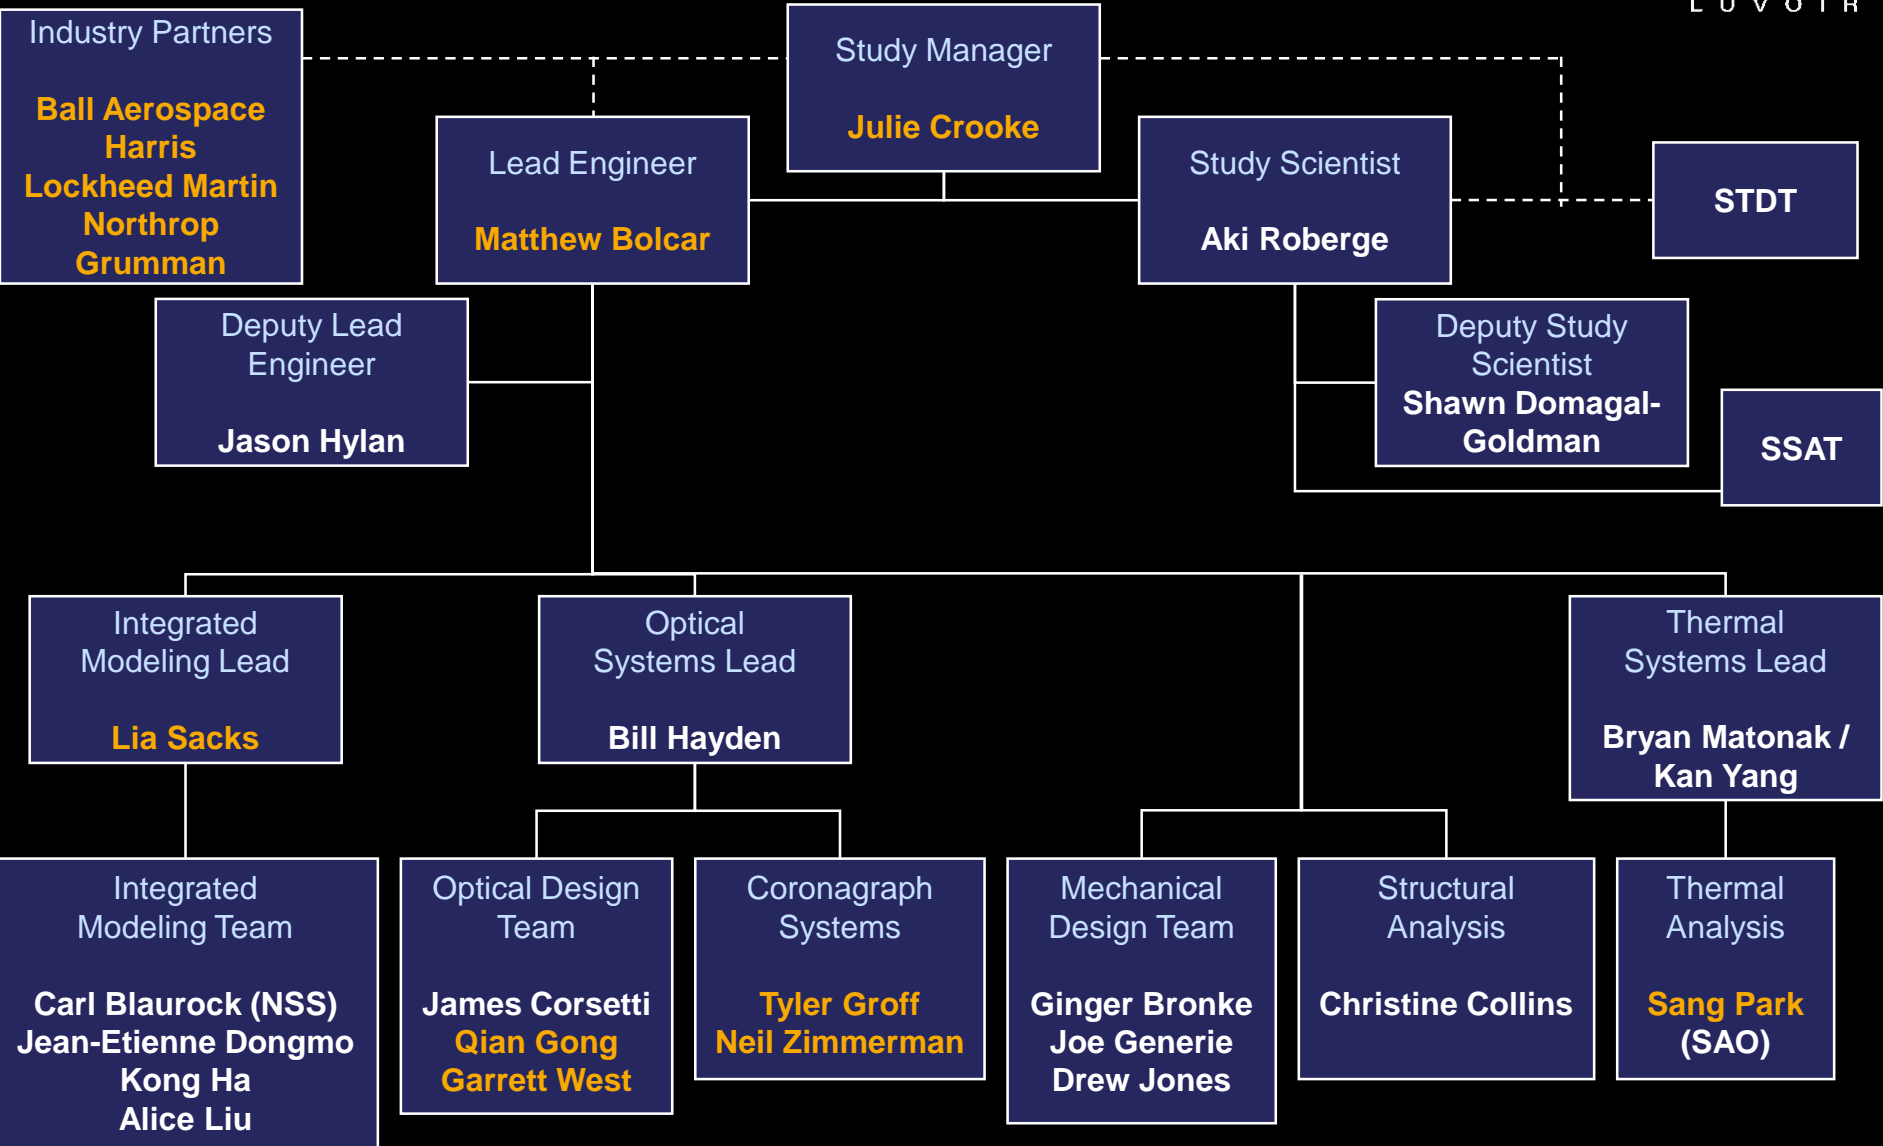 L U V O I R
Industry Partners
Ball Aerospace
Harris
Lockheed Martin
Northrop
Grumman
Study Manager
Julie Crooke
Lead Engineer
Matthew Bolcar
Study Scientist
Aki Roberge
STDT
Deputy Lead
Engineer
Jason Hylan
Deputy Study
Scientist
Shawn Domagal-
Goldman
SSAT
Integrated
Modeling Lead
Lia Sacks
Optical
Systems Lead
Bill Hayden
Thermal
Systems Lead
Bryan Matonak /
Kan Yang
Integrated
Modeling Team
Carl Blaurock (NSS)
Jean-Etienne Dongmo
Kong Ha
Alice Liu
Optical Design
Team
James Corsetti
Qian Gong
Garrett West
Coronagraph
Systems
Tyler Groff
Neil Zimmerman
Mechanical
Design Team
Ginger Bronke
Joe Generie
Drew Jones
Structural
Analysis
Christine Collins
Thermal
Analysis
Sang Park
(SAO)